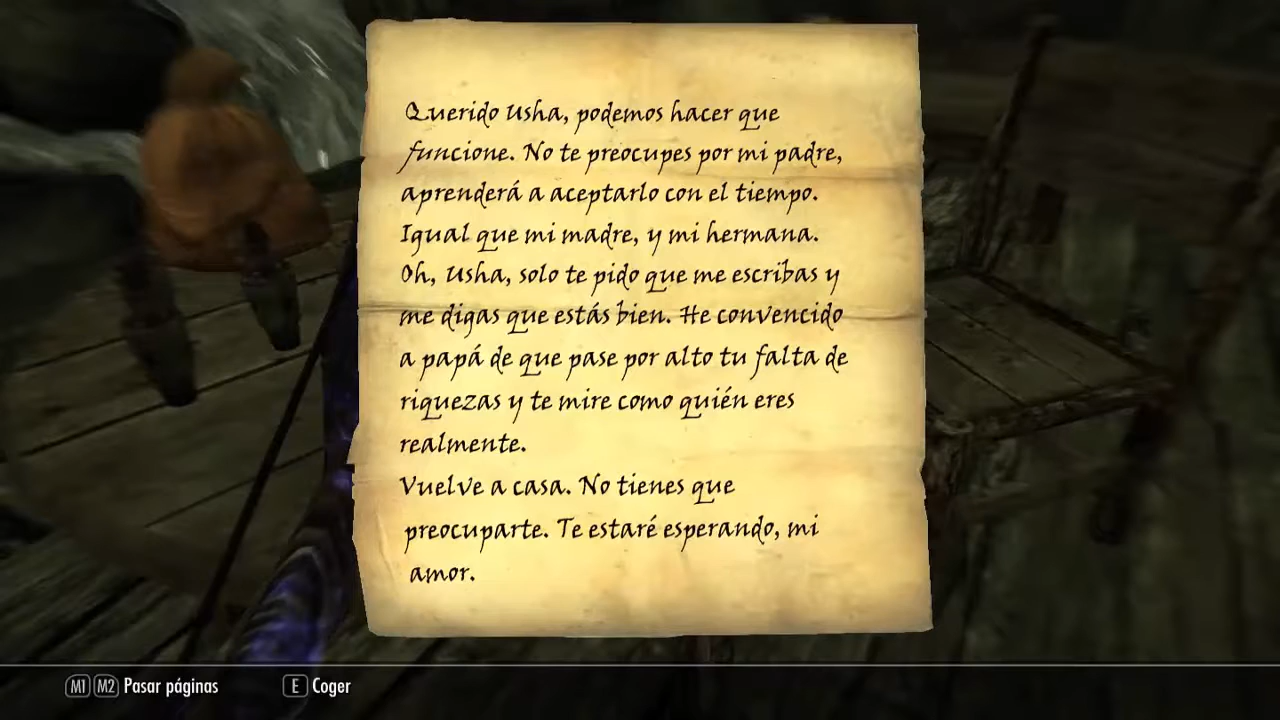 Querido Usha, podemos hacer que
funcione. No te preocupes por mi padre,
aprenderá a aceptarlo con el tiempo.
Igual que mi madre, y mi hermana.
Oh, Usha, solo te pido que me escribas y
me digas que estás bien. He convencido
a papá de que pase por alto tu falta de
riquezas y te mire como quién eres
realmente.
Vuelve a casa. No tienes que
preocuparte. Te estaré esperando, mi
amor.
M1 M2 Pasar páginas E Coger